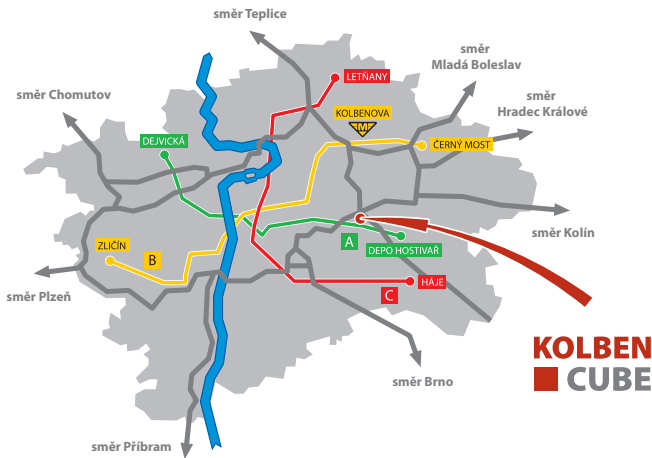 směr Teplice
směr
Mladá Boleslav
LETŇANY
směr Chomutov
směr
Hradec Králové
KOLBENOVA
M
DEJVICKÁ
ČERNÝ MOST
směr Kolín
ZLIČÍN
B
A
DEPO HOSTIVAŘ
směr Plzeň
HÁJE
C
KOLBEN
CUBE
směr Brno
směr Příbram